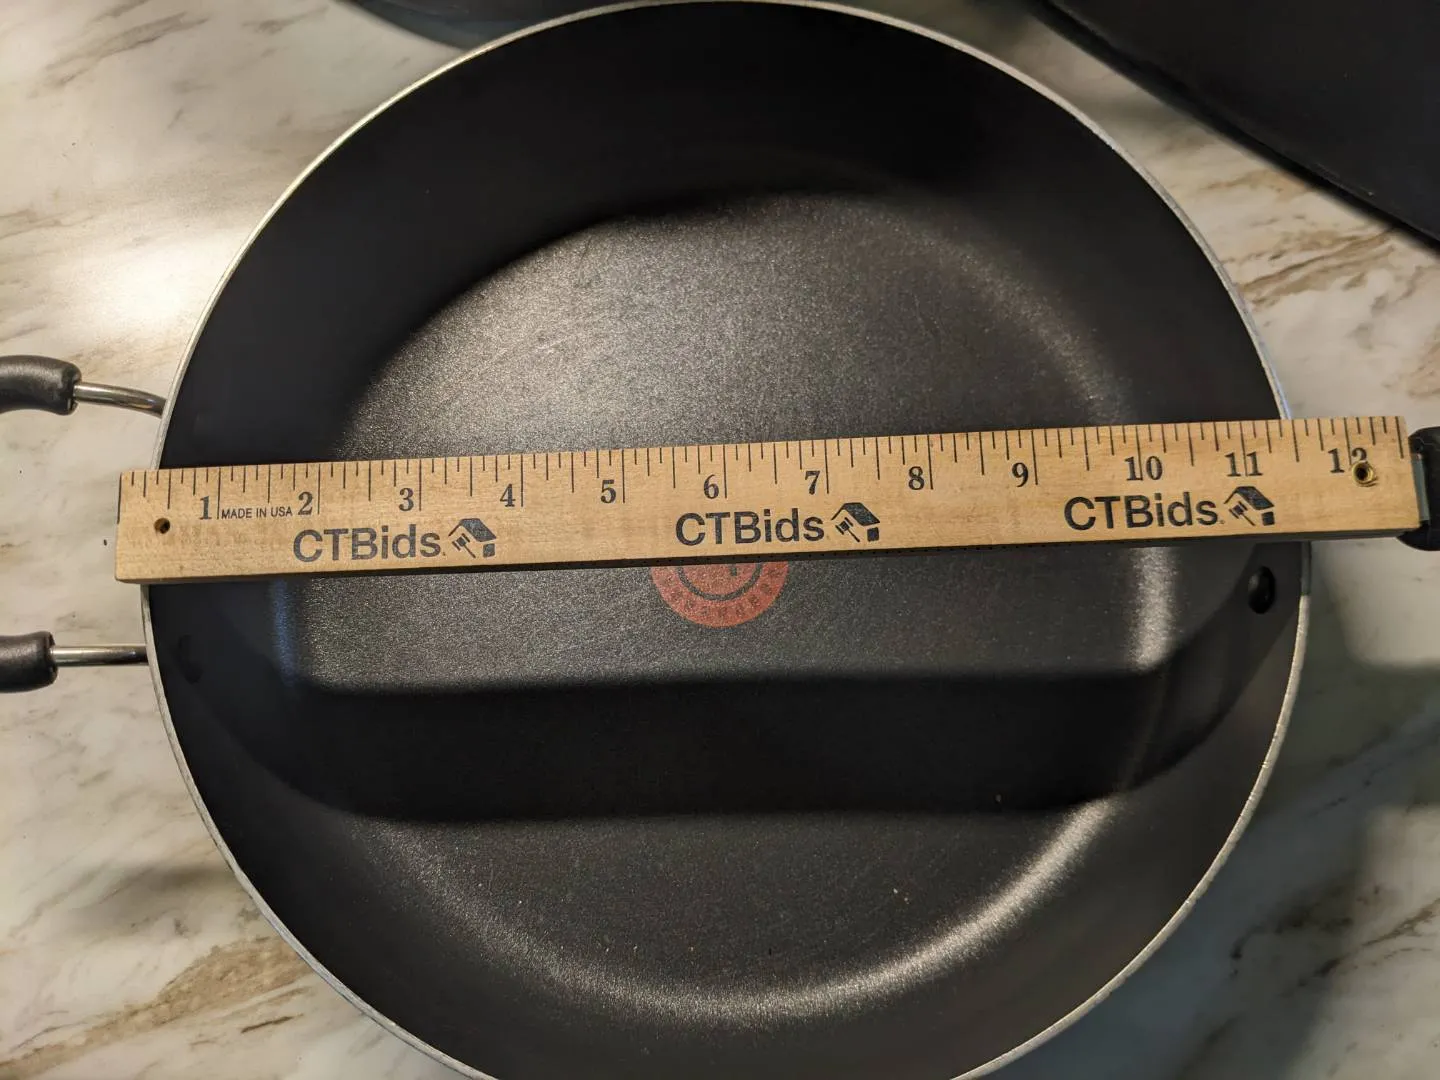 1 2 3 4 5 6 7 8 9 10 11 12
MADE IN USA
CTBids CTBids CTBids